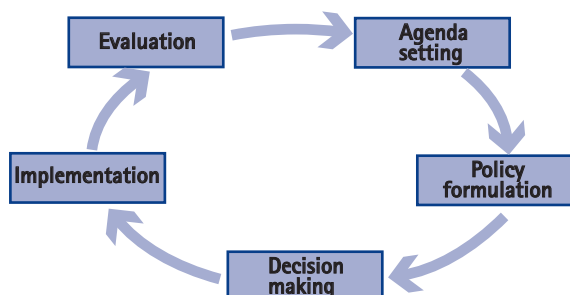 Evaluation
Agenda
setting
Policy
formulation
Decision
making
Implementation